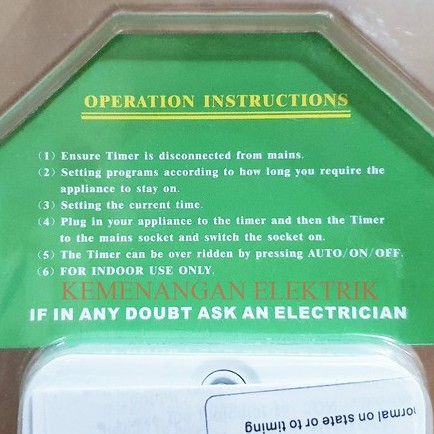 OPERATION INSTRUCTIONS
(1) Ensure Timer is disconnected from mains.
(2) Setting programs according to how long you require the
appliance to stay on.
(3) Setting the current time.
(4) Plug in your appliance to the timer and then the Timer
to the mains socket and switch the socket on.
(5) The Timer can be over ridden by pressing AUTO/ON/OFF.
(6) FOR INDOOR USE ONLY.
KEMENANGAN ELEKTRIK
IF IN ANY DOUBT ASK AN ELECTRICIAN
ormal on state or to timing